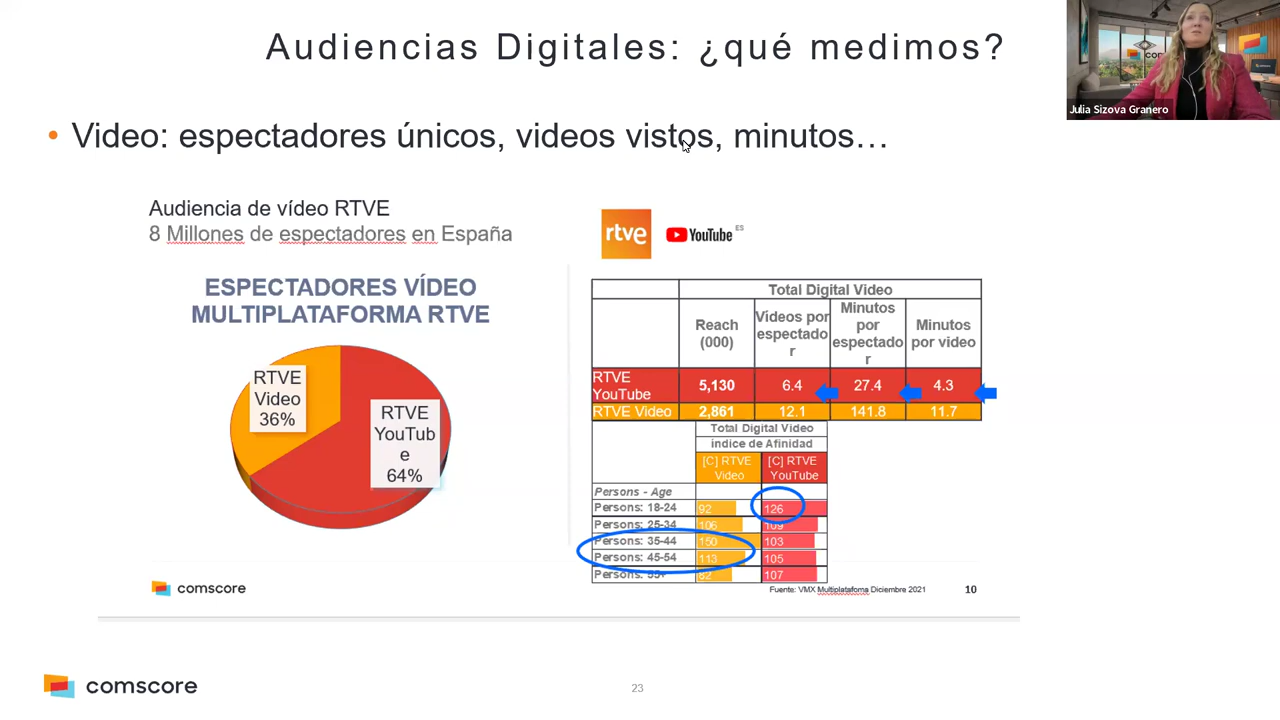 Audiencias Digitales: ¿qué medimos?
Julia Sizova Granero
• Video: espectadores únicos, videos vistos, minutos…
Audiencia de vídeo RTVE
8 Millones de espectadores en España
rtve
YouTube ES
ESPECTADORES VÍDEO
MULTIPLATAFORMA RTVE
RTVE
Video
36%
RTVE
YouTub
e
64%
Total Digital Video
Reach
(000)
Videos por
espectado
r
Minutos
por
espectado
r
Minutos
por video
RTVE
YouTube
5,130
6.4
27.4
4.3
RTVE Video
2,861
12.1
141.8
11.7
Total Digital Video
índice de Afinidad
[C] RTVE
Video
[C] RTVE
YouTube
Persons - Age
Persons: 18-24
92
126
Persons: 25-34
106
109
Persons: 35-44
150
103
Persons: 45-54
113
105
Persons: 55+
82
107
comscore
Fuente: VMX Multiplataforma Diciembre 2021
10
comscore
23